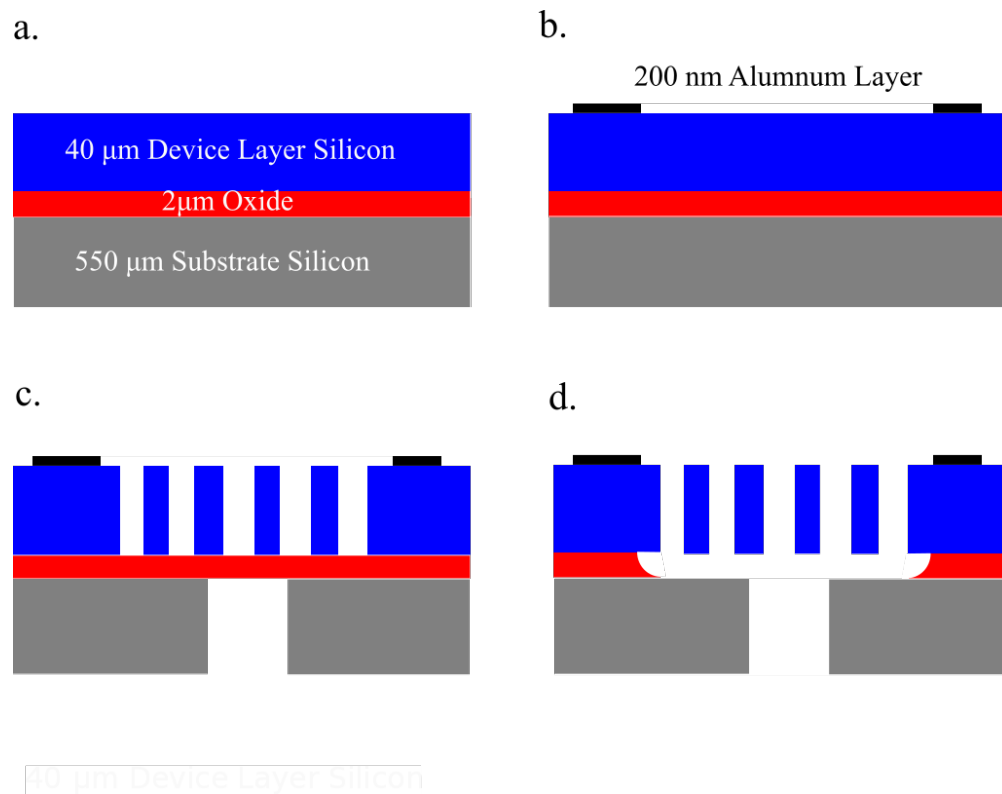 a.
b.
200 nm Alumnum Layer
40 μm Device Layer Silicon
2μm Oxide
550 μm Substrate Silicon
c.
d.
40 μm Device Layer Silicon